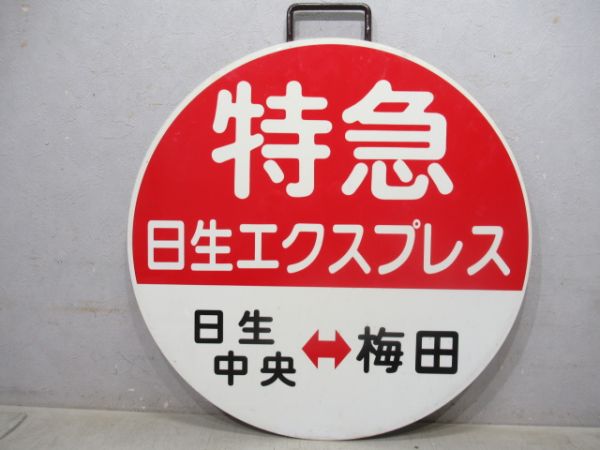 特急
日生エクスプレス
日生
中央 ↔ 梅田